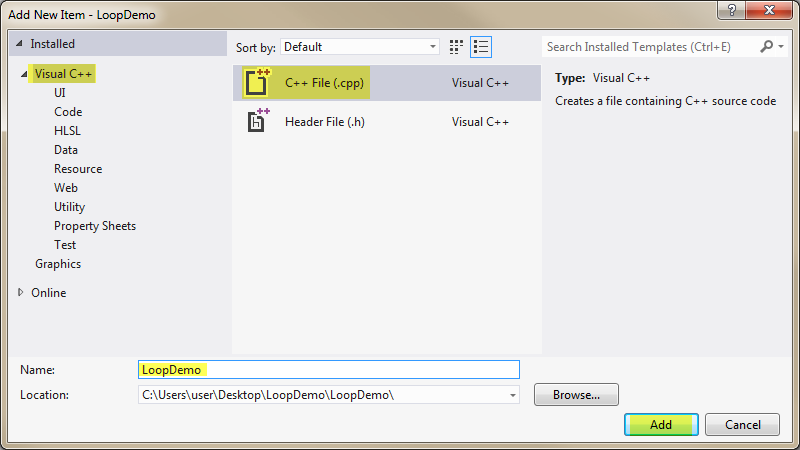 Add New Item - LoopDemo
?
Installed
Sort by: Default
Search Installed Templates (Ctrl+E)
Visual C++
UI
Code
HLSL
Data
Resource
Web
Utility
Property Sheets
Test
Graphics
Online
C++ File (.cpp) Visual C++
Header File (.h) Visual C++
Type: Visual C++
Creates a file containing C++ source code
Name: LoopDemo
Location: C:\Users\user\Desktop\LoopDemo\LoopDemo\
Browse...
Add Cancel